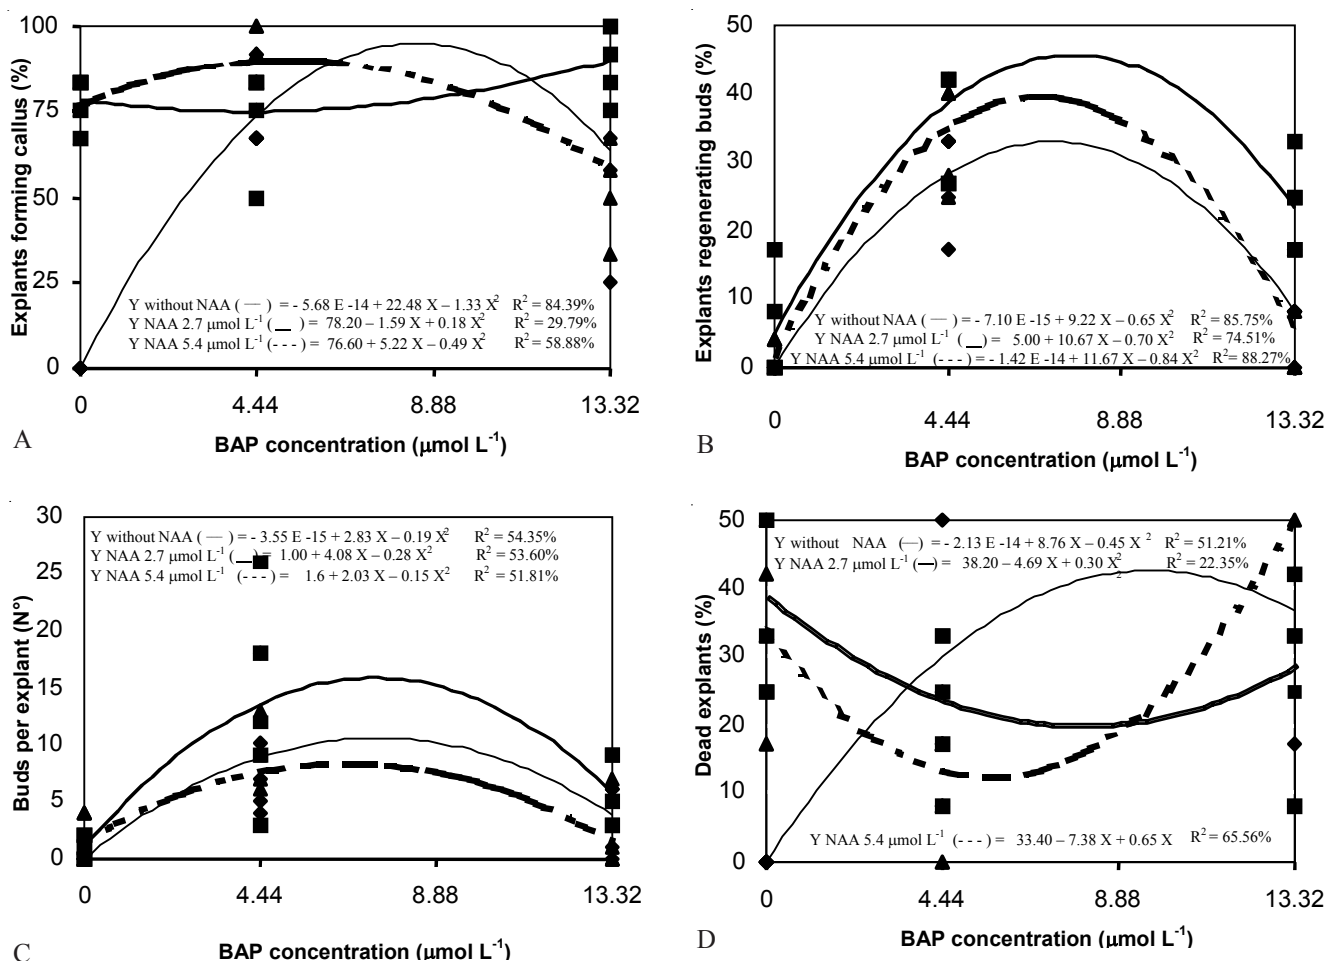 Explants forming callus (%)
100
75
50
25
0
Y without NAA ( — ) = - 5.68 E -14 + 22.48 X – 1.33 X² R² = 84.39%
Y NAA 2.7 µmol L⁻¹ ( __ ) = 78.20 – 1.59 X + 0.18 X² R² = 29.79%
Y NAA 5.4 µmol L⁻¹ (- - -) = 76.60 + 5.22 X – 0.49 X² R² = 58.88%
0 4.44 8.88 13.32
BAP concentration (µmol L⁻¹)
A
Explants regenerating buds (%)
50
40
30
20
10
0
Y without NAA ( — ) = - 7.10 E -15 + 9.22 X – 0.65 X² R² = 85.75%
Y NAA 2.7 µmol L⁻¹ ( __ ) = 5.00 + 10.67 X – 0.70 X² R² = 74.51%
Y NAA 5.4 µmol L⁻¹ (- - -) = - 1.42 E -14 + 11.67 X – 0.84 X² R² = 88.27%
0 4.44 8.88 13.32
BAP concentration (µmol L⁻¹)
B
Buds per explant (N°)
30
25
20
15
10
5
0
Y without NAA ( — ) = - 3.55 E -15 + 2.83 X – 0.19 X² R² = 54.35%
Y NAA 2.7 µmol L⁻¹ ( __ ) = 1.00 + 4.08 X – 0.28 X² R² = 53.60%
Y NAA 5.4 µmol L⁻¹ (- - - ) = 1.6 + 2.03 X – 0.15 X² R² = 51.81%
0 4.44 8.88 13.32
BAP concentration (µmol L⁻¹)
C
Dead explants (%)
50
40
30
20
10
0
Y without NAA (—) = - 2.13 E -14 + 8.76 X – 0.45 X ² R² = 51.21%
Y NAA 2.7 µmol L⁻¹ (—) = 38.20 – 4.69 X + 0.30 X² R² = 22.35%
2
Y NAA 5.4 µmol L⁻¹ (- - - ) = 33.40 – 7.38 X + 0.65 X R² = 65.56%
0 4.44 8.88 13.32
BAP concentration (µmol L⁻¹)
D